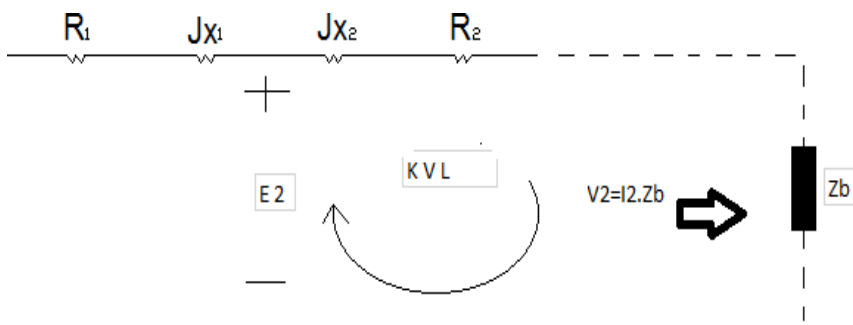 R₁ Jx₁ Jx₂ R₂
+
K V L
E 2
V2=I2.Zb
Zb
−